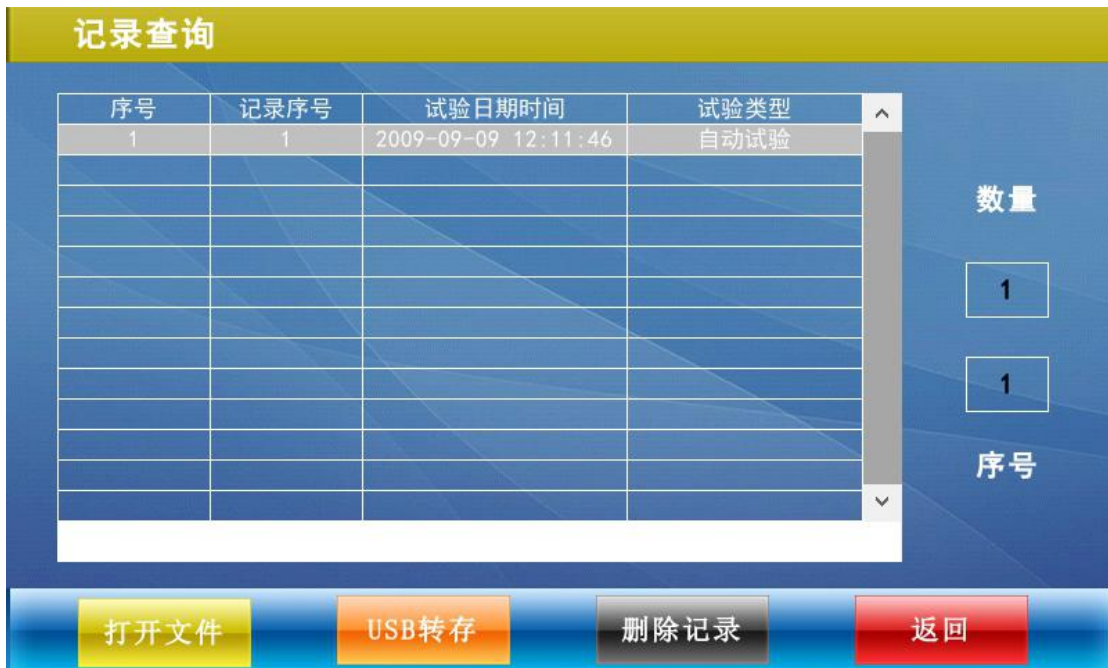 记录查询
序号 记录序号 试验日期时间 试验类型
1 1 2009-09-09 12:11:46 自动试验
数量
1
1
序号
打开文件 USB转存 删除记录 返回